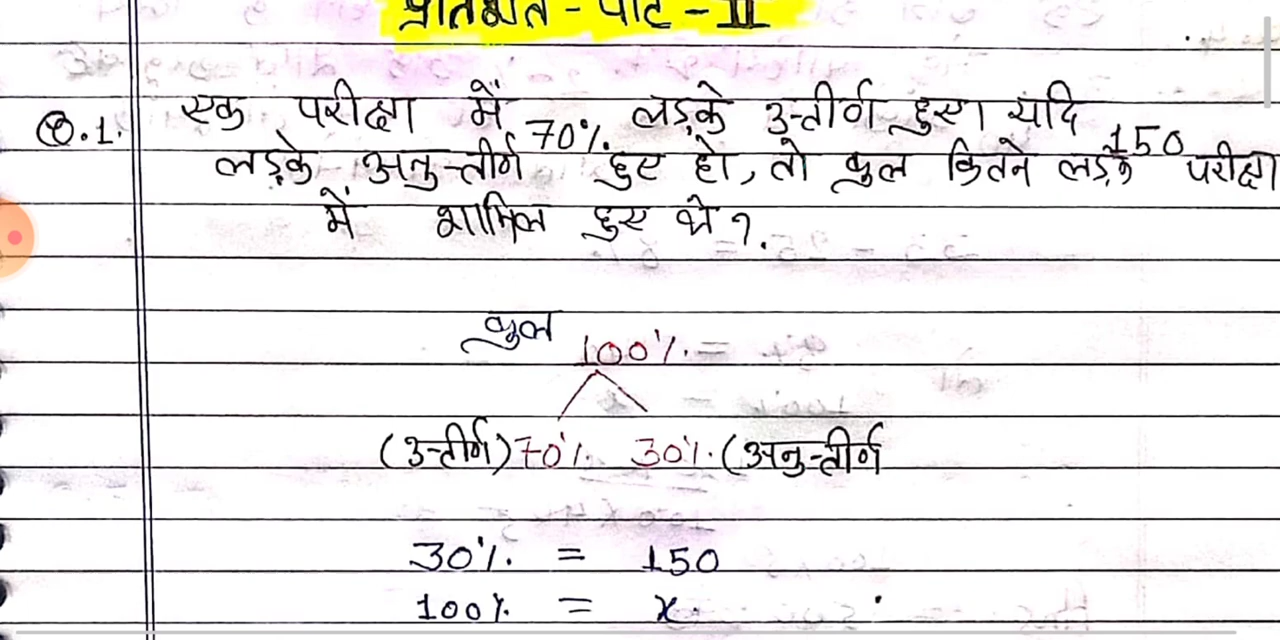 प्रतिशत - पार्ट - II
Q.1. एक परीक्षा में 70% लड़के उत्तीर्ण हुए। यदि 150
लड़के अनुत्तीर्ण हुए हो, तो कुल कितने लड़के परीक्षा
में शामिल हुए थे ?.
कुल 100%
(उत्तीर्ण) 70% 30% (अनुत्तीर्ण
30% = 150
100% = x